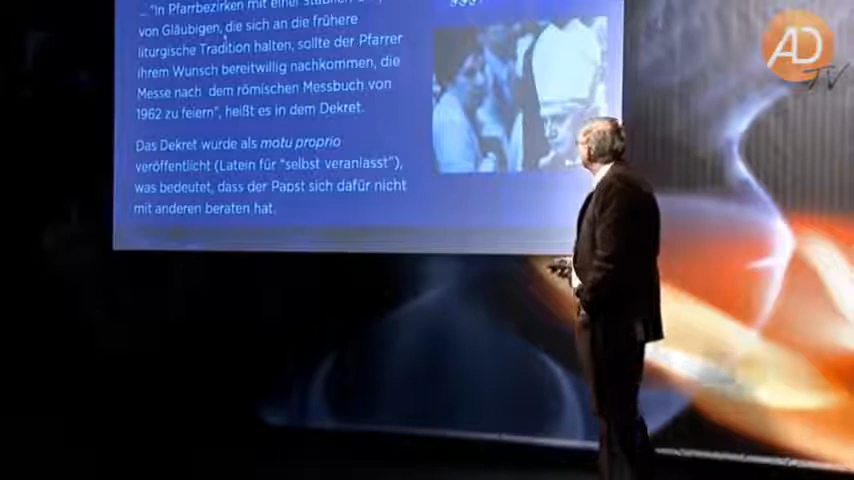 ... "In Pfarrbezirken mit einer stabilen
von Gläubigen, die sich an die frühere
liturgische Tradition halten, sollte der Pfarrer
ihrem Wunsch bereitwillig nachkommen, die
Messe nach dem römischen Messbuch von
1962 zu feiern", heißt es in dem Dekret.
Das Dekret wurde als motu proprio
veröffentlicht (Latein für "selbst veranlasst"),
was bedeutet, dass der Papst sich dafür nicht
mit anderen beraten hat.
AD
TV